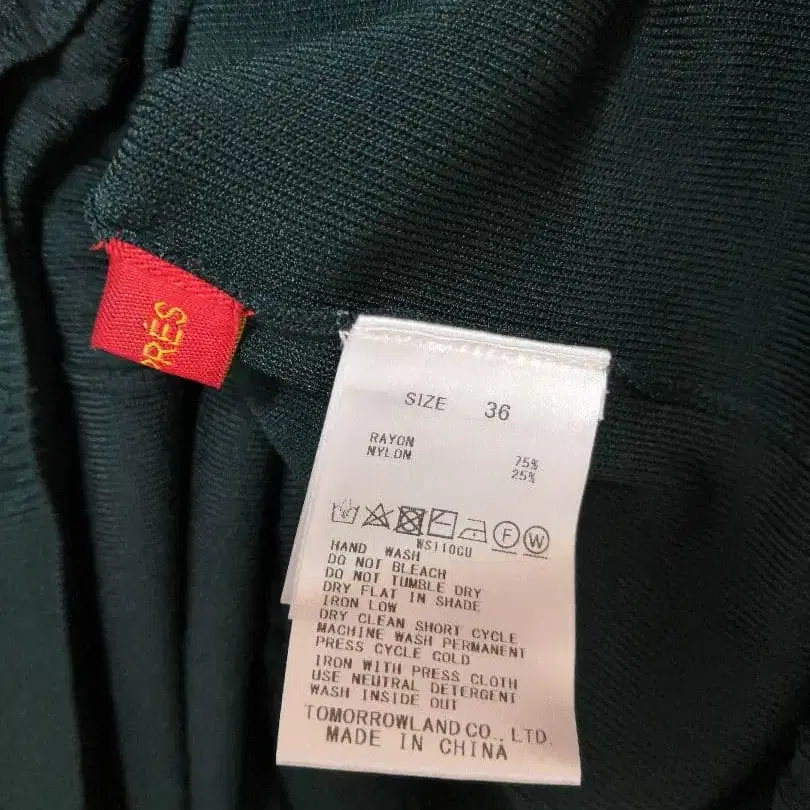 PRÉS
SIZE 36
RAYON 75%
NYLON 25%
F W
WS110CU
HAND WASH
DO NOT BLEACH
DO NOT TUMBLE DRY
DRY FLAT IN SHADE
IRON LOW
DRY CLEAN SHORT CYCLE
MACHINE WASH PERMANENT
PRESS CYCLE COLD
IRON WITH PRESS CLOTH
USE NEUTRAL DETERGENT
WASH INSIDE OUT
TOMORROWLAND CO., LTD.
MADE IN CHINA